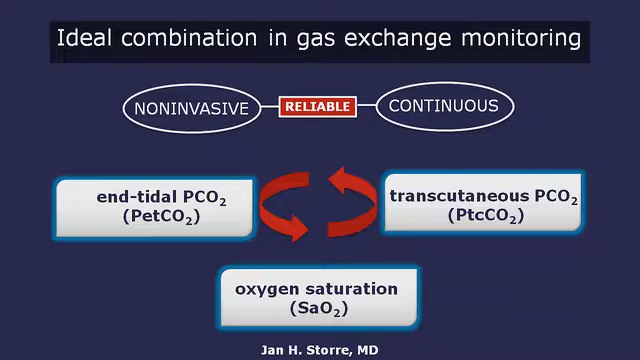 Ideal combination in gas exchange monitoring
NONINVASIVE RELIABLE CONTINUOUS
end-tidal PCO₂
(PetCO₂)
transcutaneous PCO₂
(PtcCO₂)
oxygen saturation
(SaO₂)
Jan H. Storre, MD